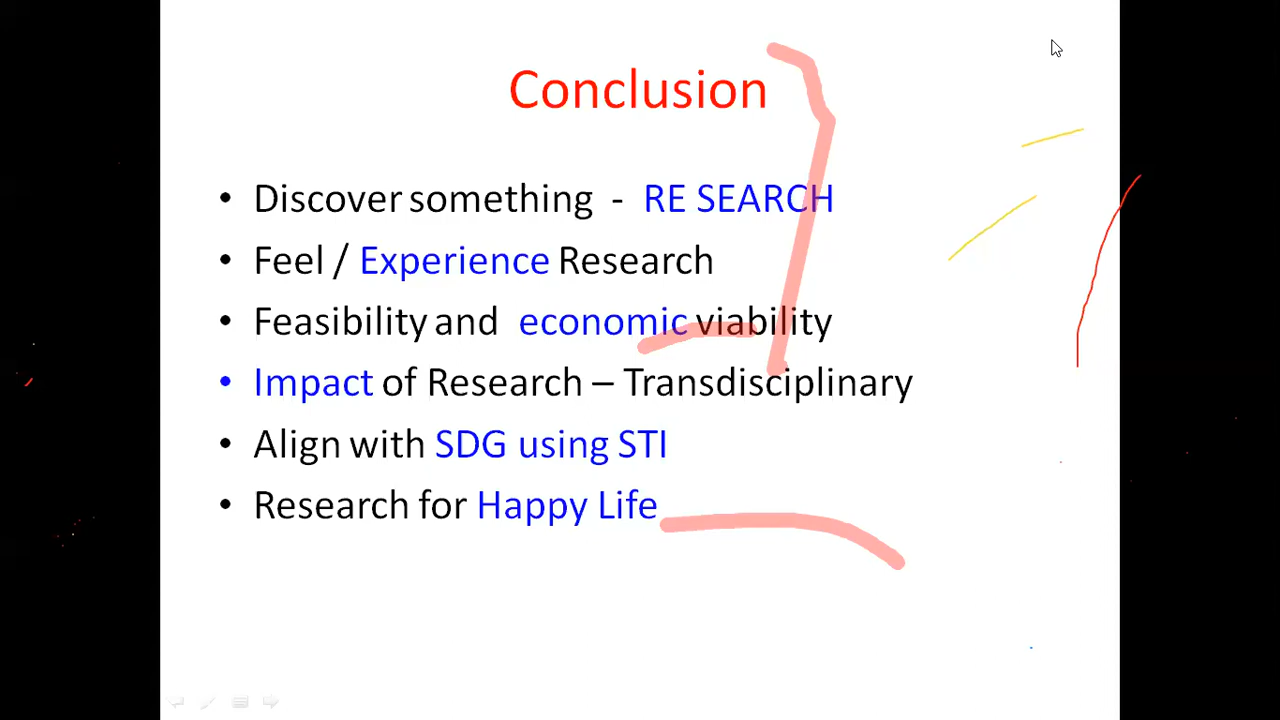 Conclusion
• Discover something - RE SEARCH
• Feel / Experience Research
• Feasibility and economic viability
• Impact of Research – Transdisciplinary
• Align with SDG using STI
• Research for Happy Life